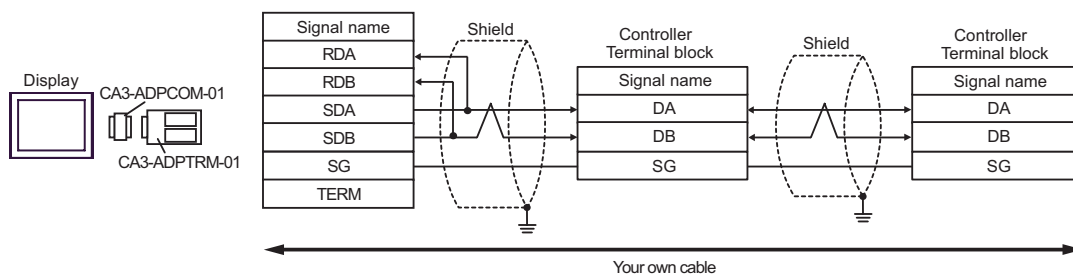 Display
CA3-ADPCOM-01
CA3-ADPTRM-01
Signal name
RDA
RDB
SDA
SDB
SG
TERM
Shield
Controller
Terminal block
Signal name
DA
DB
SG
Shield
Controller
Terminal block
Signal name
DA
DB
SG
Your own cable